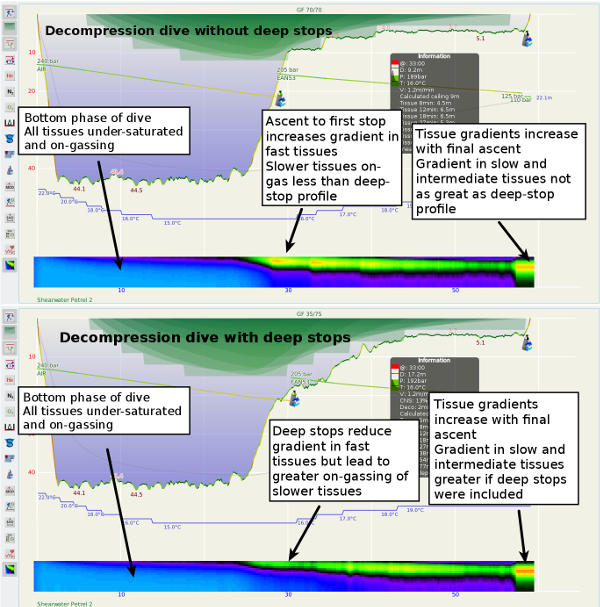 GF 70/70
Decompression dive without deep stops
5.1
10
240 bar
AIR
205 bar
EAN53
Information
@: 33:00
D: 9.2m
P: 189bar
T: 16.0°C
V: 1.2m/min
Calculated ceiling 9m
Tissue 8min: 4.5m
Tissue 12min: 6.5m
Tissue 18min: 6.5m
125 bar
110 bar
22.1m
Bottom phase of dive
All tissues under-saturated
and on-gassing
Ascent to first stop
increases gradient in
fast tissues
Slower tissues on-
gas less than deep-
stop profile
Tissue gradients increase
with final ascent
Gradient in slow and
intermediate tissues not
as great as deep-stop
profile
40
44.1
44.5
22.0°C
20.0°C
18.0°C
16.0°C
15.0°C
16.0°C
17.0°C
18.0°C
10
30
50
Shearwater Petrel 2
GF 35/75
Decompression dive with deep stops
5.1
10
240 bar
AIR
205 bar
Information
@: 33:00
D: 17.2m
P: 192bar
T: 16.0°C
V: 1.2m/min
CNS: 13%
Bottom phase of dive
All tissues under-saturated
and on-gassing
Deep stops reduce
gradient in fast
tissues but lead to
greater on-gassing of
slower tissues
Tissue gradients
increase with final
ascent
Gradient in slow and
intermediate tissues
greater if deep stops
were included
40
44.1
44.5
22.0°C
20.0°C
18.0°C
16.0°C
15.0°C
16.0°C
17.0°C
18.0°C
19.0°C
10
30
50
Shearwater Petrel 2